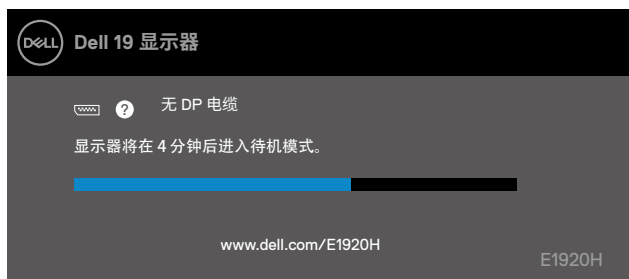 DELL
Dell 19 显示器
? 无 DP 电缆
显示器将在 4 分钟后进入待机模式。
www.dell.com/E1920H
E1920H